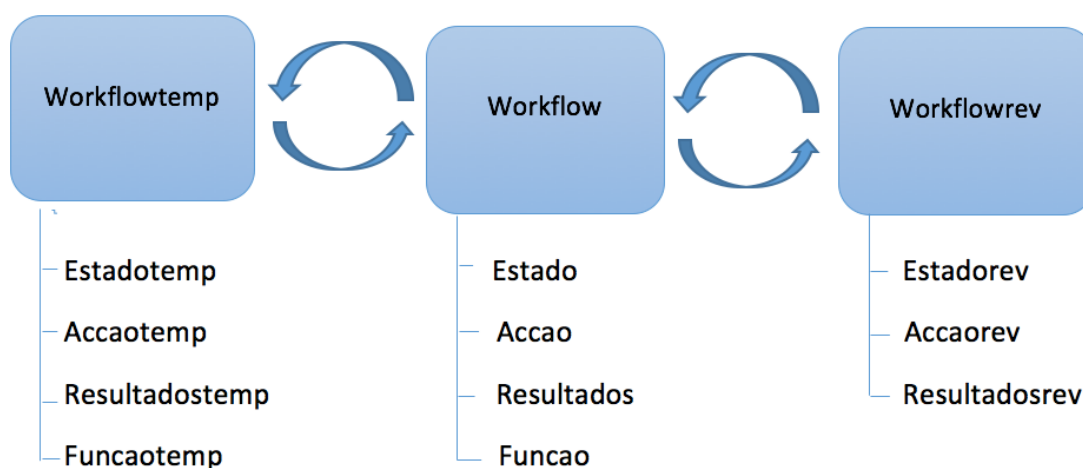 Workflowtemp
Workflow
Workflowrev
Estadotemp
Accaotemp
Resultadostemp
Funcaotemp
Estado
Accao
Resultados
Funcao
Estadorev
Accaorev
Resultadosrev